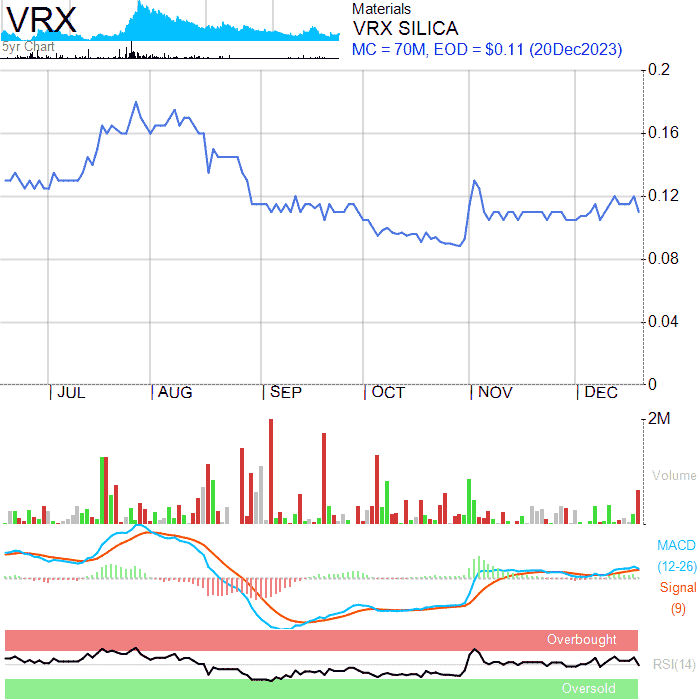 VRX
5yr Chart
Materials
VRX SILICA
MC = 70M, EOD = $0.11 (20Dec2023)
0.2
0.16
0.12
0.08
0.04
0
JUL AUG SEP OCT NOV DEC
2M
Volume
MACD
(12-26)
Signal
(9)
Overbought
RSI(14)
Oversold